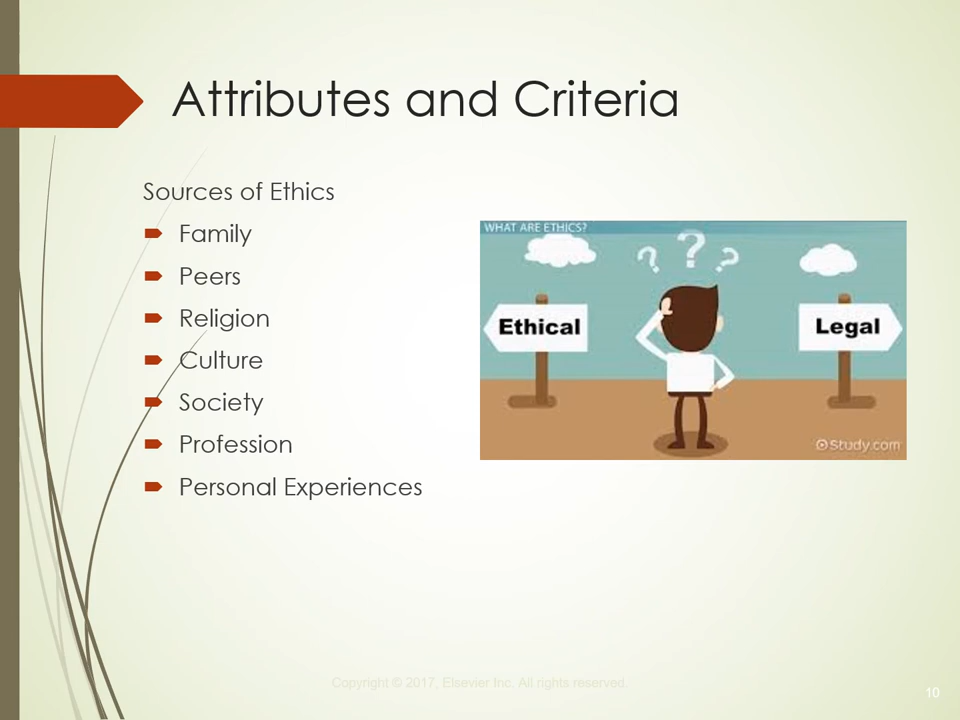 Attributes and Criteria
Sources of Ethics
Family
Peers
Religion
Culture
Society
Profession
Personal Experiences
WHAT ARE ETHICS?
? ? ?
Ethical
Legal
Study.com
Copyright © 2017, Elsevier Inc. All rights reserved.
10